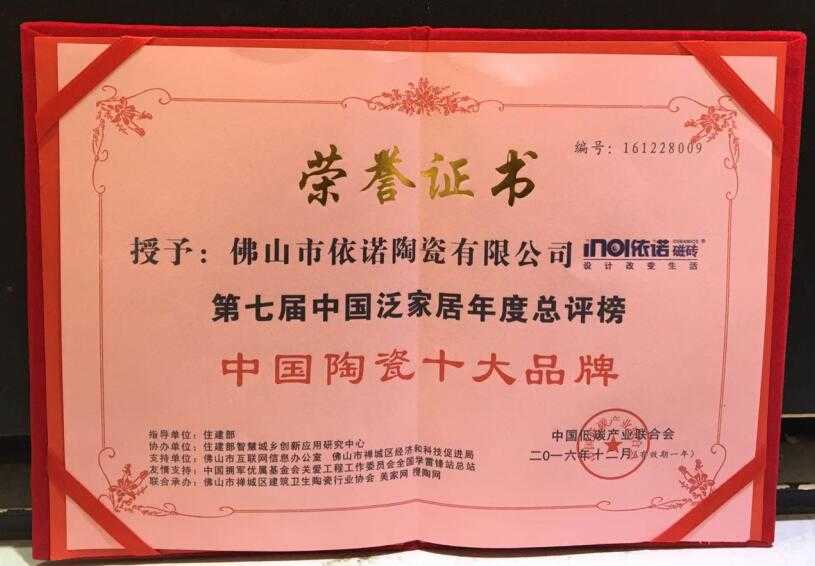 编号：161228009
荣誉证书
授予：佛山市依诺陶瓷有限公司 inoi依诺 CERAMICS® 磁砖
设计改变生活
第七届中国泛家居年度总评榜
中国陶瓷十大品牌
指导单位：住建部
协办单位：住建部智慧城乡创新应用研究中心
支持单位：佛山市互联网信息办公室 佛山市禅城区经济和科技促进局
友情支持：中国拥军优属基金会关爱工程工作委员会全国学雷锋站总站
联合承办：佛山市禅城区建筑卫生陶瓷行业协会 美家网 搜陶网
中国低碳产业联合会
二〇一六年十二月（有效期一年）